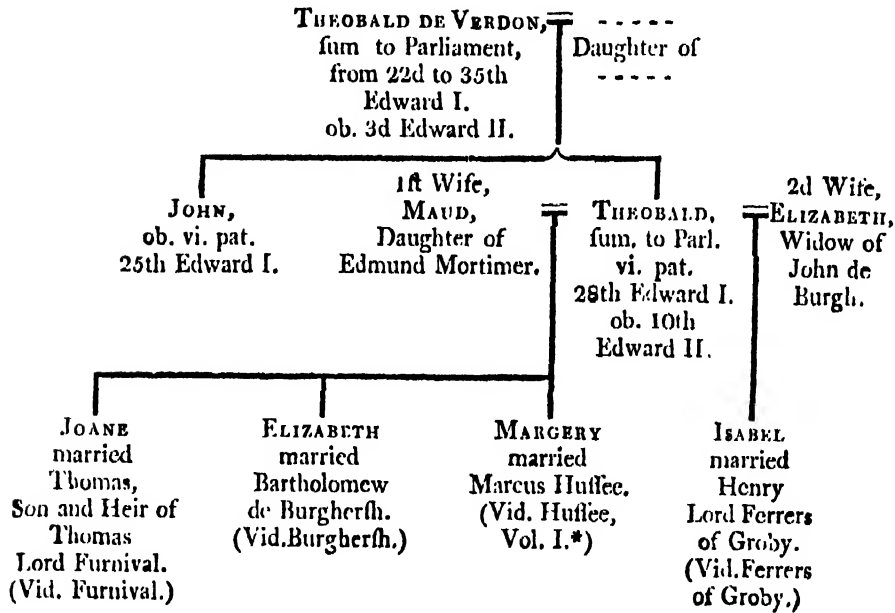 THEOBALD DE VERDON,
ſum to Parliament,
from 22d to 35th
Edward I.
ob. 3d Edward II.
Daughter of
JOHN,
ob. vi. pat.
25th Edward I.
1ſt Wife,
MAUD,
Daughter of
Edmund Mortimer.
THEOBALD,
ſum. to Parl.
vi. pat.
28th Edward I.
ob. 10th
Edward II.
2d Wife,
ELIZABETH,
Widow of
John de
Burgh.
JOANE
married
Thomas,
Son and Heir of
Thomas
Lord Furnival.
(Vid. Furnival.)
ELIZABETH
married
Bartholomew
de Burgherſh.
(Vid.Burgherſh.)
MARGERY
married
Marcus Huſſee.
(Vid. Huſſee,
Vol. I.*)
ISABEL
married
Henry
Lord Ferrers
of Groby.
(Vid.Ferrers
of Groby.)